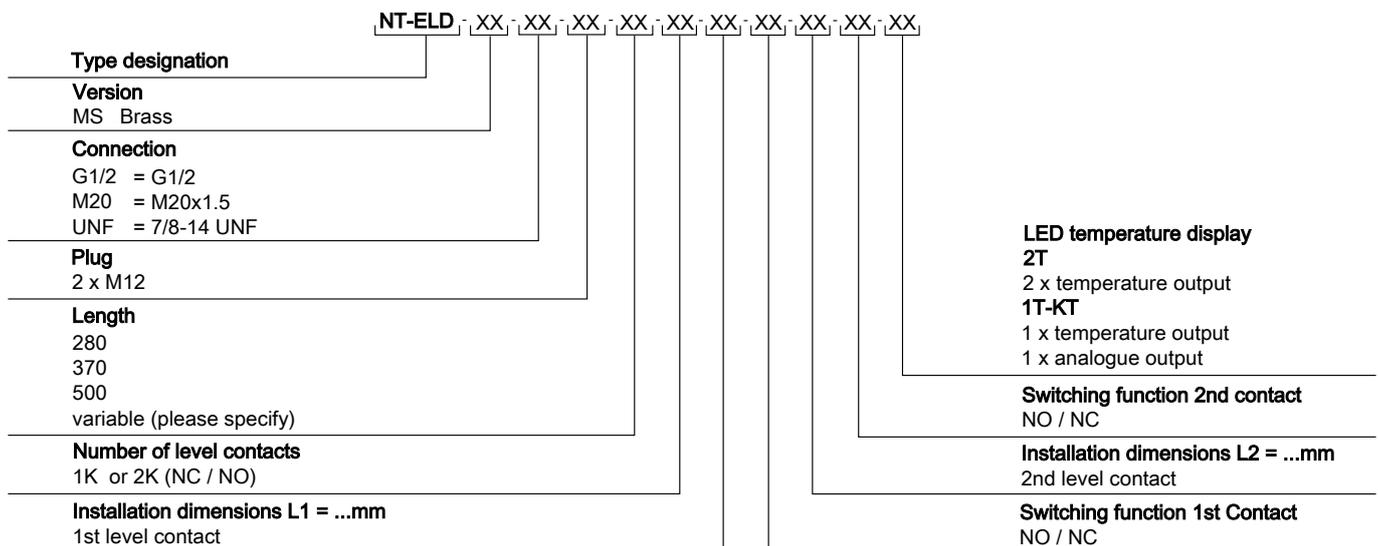 NT-ELD - XX - XX - XX - XX - XX - XX - XX - XX - XX - XX
Type designation
Version
MS Brass
Connection
G1/2 = G1/2
M20 = M20x1.5
UNF = 7/8-14 UNF
Plug
2 x M12
Length
280
370
500
variable (please specify)
Number of level contacts
1K or 2K (NC / NO)
Installation dimensions L1 = ...mm
1st level contact
LED temperature display
2T
2 x temperature output
1T-KT
1 x temperature output
1 x analogue output
Switching function 2nd contact
NO / NC
Installation dimensions L2 = ...mm
2nd level contact
Switching function 1st Contact
NO / NC